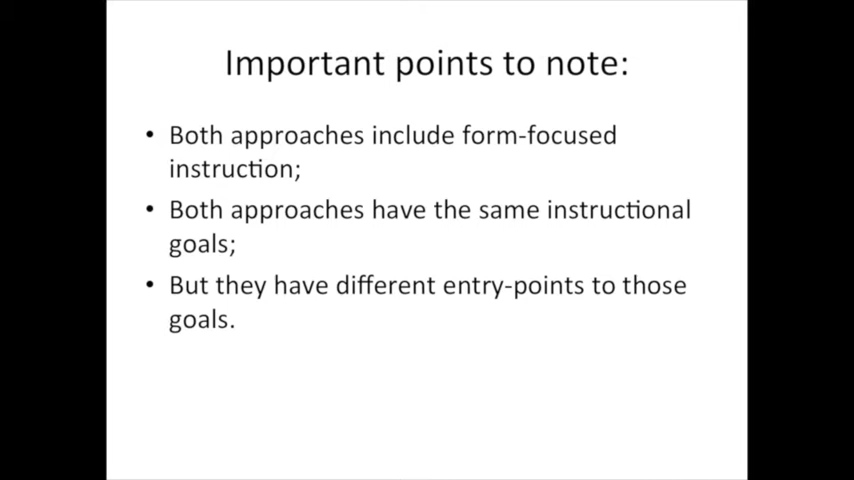 Important points to note:
• Both approaches include form-focused
instruction;
• Both approaches have the same instructional
goals;
• But they have different entry-points to those
goals.